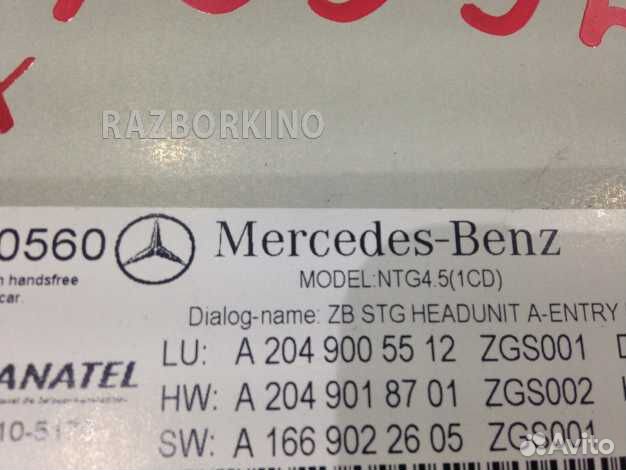 RAZBORKINO
0560 Mercedes-Benz
handsfree
car.
MODEL:NTG4.5(1CD)
Dialog-name: ZB STG HEADUNIT A-ENTRY
LU: A 204 900 55 12 ZGS001
ANATEL
HW: A 204 901 87 01 ZGS002
SW: A 166 902 26 05 ZGS001
Avito